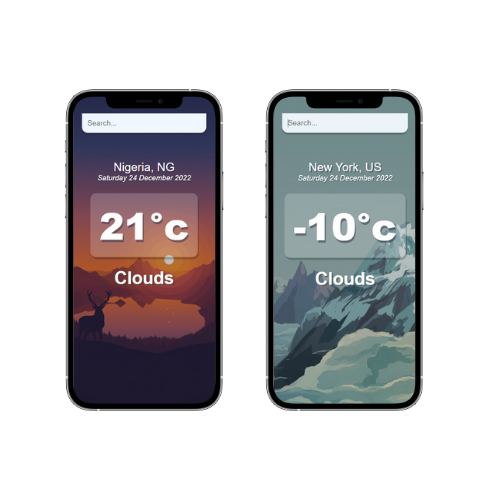 Search...
Nigeria, NG
Saturday 24 December 2022
21°c
Clouds
Search...
New York, US
Saturday 24 December 2022
-10°c
Clouds